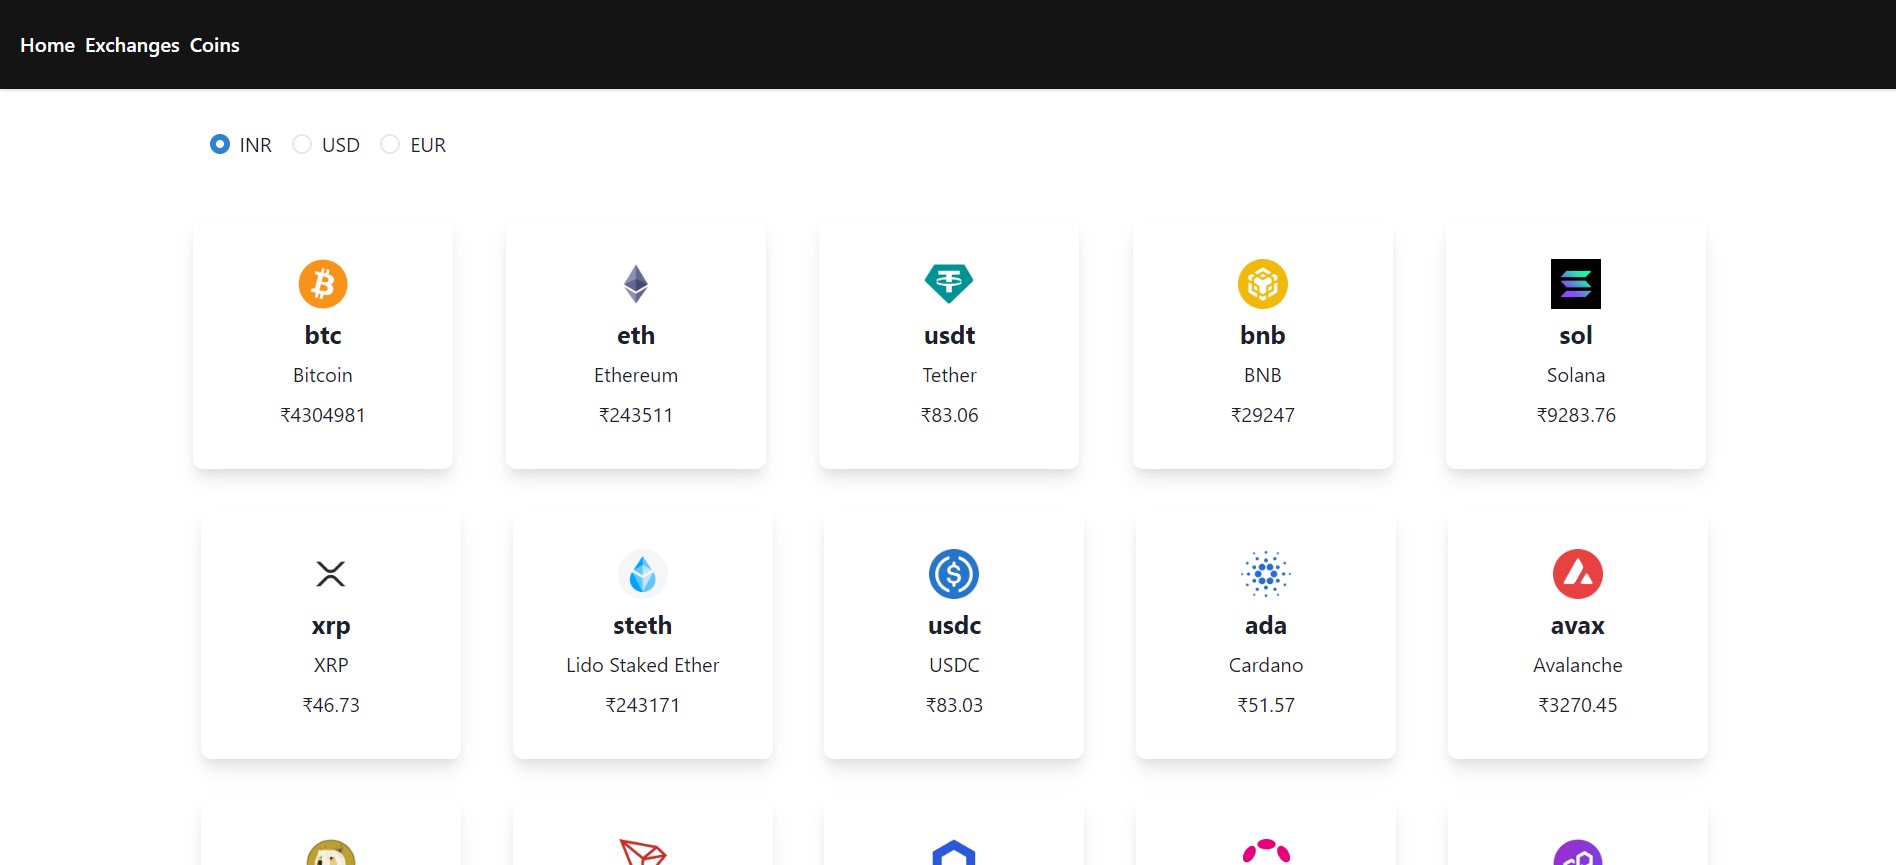 Home Exchanges Coins
INR USD EUR
btc eth usdt bnb sol
Bitcoin Ethereum Tether BNB Solana
₹4304981 ₹243511 ₹83.06 ₹29247 ₹9283.76
xrp steth usdc ada avax
XRP Lido Staked Ether USDC Cardano Avalanche
₹46.73 ₹243171 ₹83.03 ₹51.57 ₹3270.45